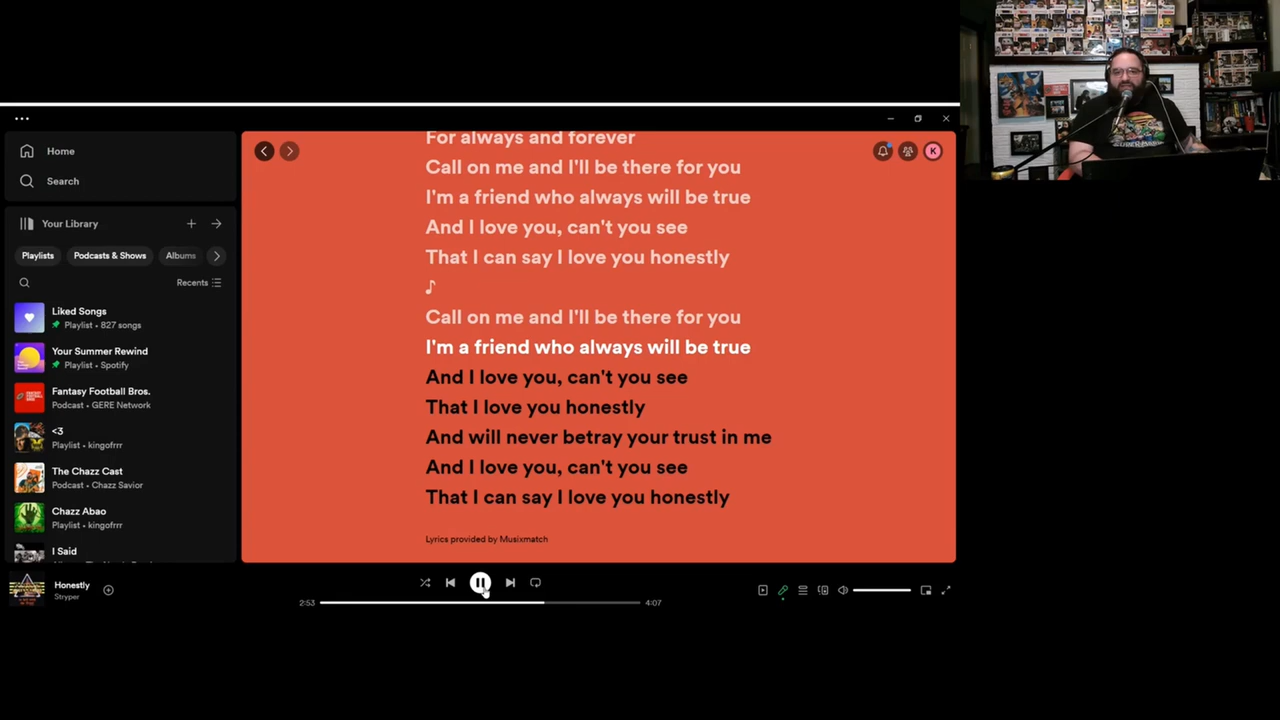 Home
Search
Your Library
Playlists
Podcasts & Shows
Albums
Recents
Liked Songs
Playlist • 827 songs
Your Summer Rewind
Playlist • Spotify
Fantasy Football Bros.
Podcast • GERE Network
<3
Playlist • kingofrrr
The Chazz Cast
Podcast • Chazz Savior
Chazz Abao
Playlist • kingofrrr
I Said
K
For always and forever
Call on me and I'll be there for you
I'm a friend who always will be true
And I love you, can't you see
That I can say I love you honestly
♪
Call on me and I'll be there for you
I'm a friend who always will be true
And I love you, can't you see
That I love you honestly
And will never betray your trust in me
And I love you, can't you see
That I can say I love you honestly
Lyrics provided by Musixmatch
Honestly
Stryper
2:53
4:07